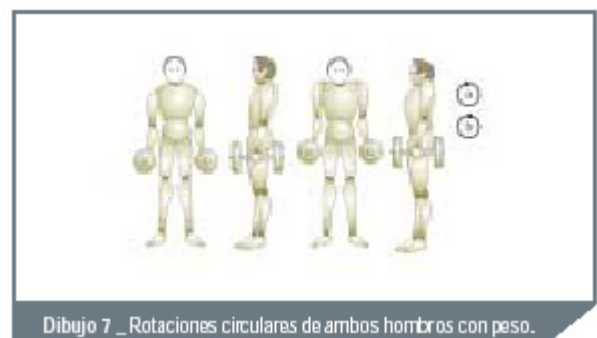 a
b
Dibujo 7 _ Rotaciones circulares de ambos hombros con peso.